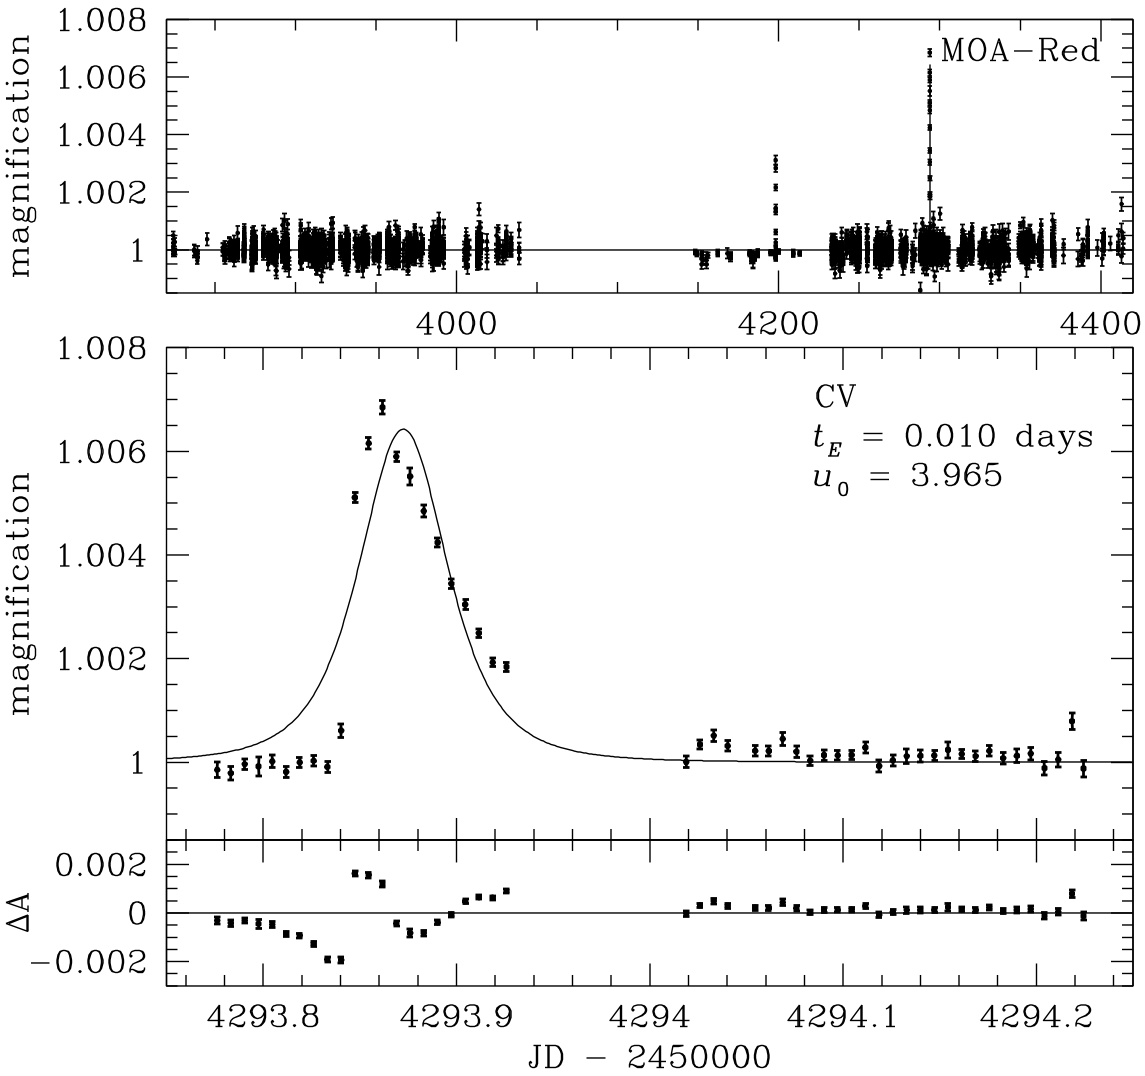 1.008
MOA−Red
1.006
1.004
1.002
1
magnification
4000
4200
4400
1.008
CV
t_E = 0.010 days
u_0 = 3.965
1.006
1.004
1.002
1
magnification
0.002
0
−0.002
ΔA
4293.8
4293.9
4294
4294.1
4294.2
JD − 2450000